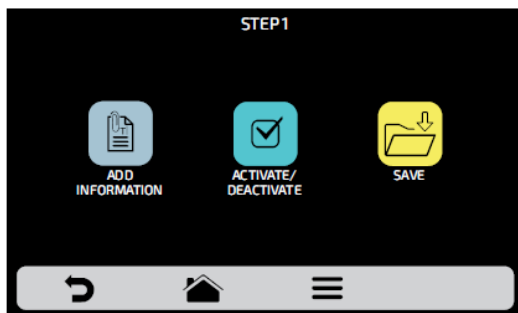 STEP1
ADD
INFORMATION
ACTIVATE/
DEACTIVATE
SAVE